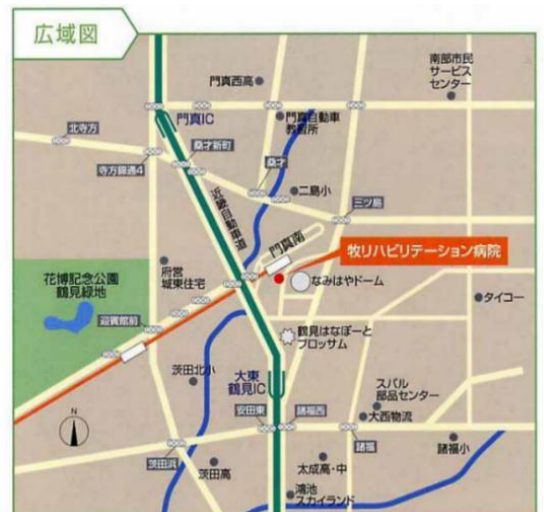 広域図
南部市民
サービス
センター
門真西高
門真IC
門真自動車
教習所
北寺方
桑才新町
寺方錦通4
桑才
二島小
三ツ島
近畿自動車道
門真南
牧リハビリテーション病院
府営
城東住宅
花博記念公園
鶴見緑地
なみはやドーム
タイコー
迎賓館前
鶴見はなぽーと
ブロッサム
茨田北小
大東
鶴見IC
スバル
部品センター
大西物流
安田東
諸福西
諸福
諸福小
茨田浜
茨田高
太成高・中
鴻池
スカイランド
N